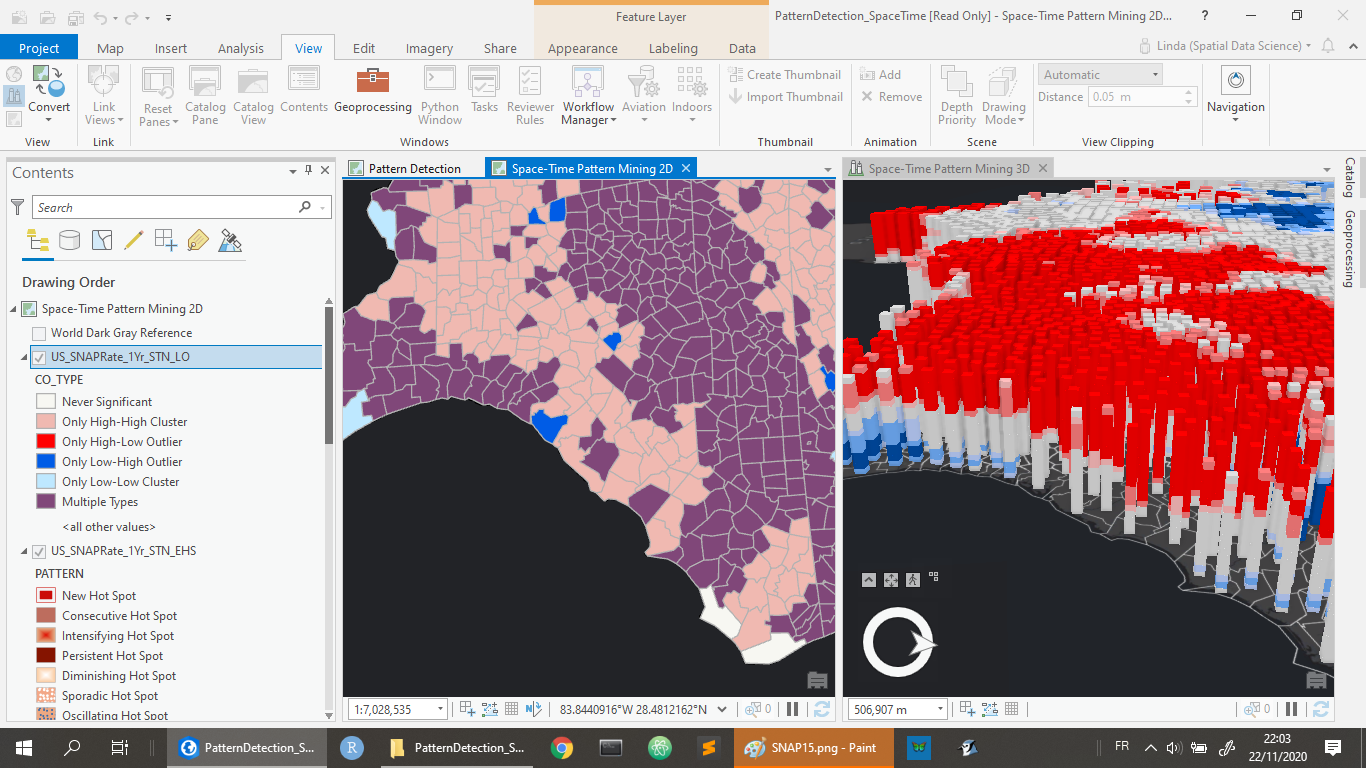 Feature Layer
PatternDetection_SpaceTime [Read Only] - Space-Time Pattern Mining 2D...
?
Project
Map
Insert
Analysis
View
Edit
Imagery
Share
Appearance
Labeling
Data
Linda (Spatial Data Science)
Convert
Link Views
Reset Panes
Catalog Pane
Catalog View
Contents
Geoprocessing
Python Window
Tasks
Reviewer Rules
Workflow Manager
Aviation
Indoors
Create Thumbnail
Import Thumbnail
Add
Remove
Depth Priority
Drawing Mode
Automatic
Distance 0.05 m
Navigation
View
Link
Windows
Thumbnail
Animation
Scene
View Clipping
Contents
Search
Drawing Order
Space-Time Pattern Mining 2D
World Dark Gray Reference
US_SNAPRate_1Yr_STN_LO
CO_TYPE
Never Significant
Only High-High Cluster
Only High-Low Outlier
Only Low-High Outlier
Only Low-Low Cluster
Multiple Types
<all other values>
US_SNAPRate_1Yr_STN_EHS
PATTERN
New Hot Spot
Consecutive Hot Spot
Intensifying Hot Spot
Persistent Hot Spot
Diminishing Hot Spot
Sporadic Hot Spot
Oscillating Hot Spot
Pattern Detection
Space-Time Pattern Mining 2D
1:7,028,535
83.8440916°W 28.4812162°N
0
Space-Time Pattern Mining 3D
506,907 m
0
Catalog
Geoprocessing
PatternDetection_S...
R
PatternDetection_S...
SNAP15.png - Paint
FR
22:03
22/11/2020